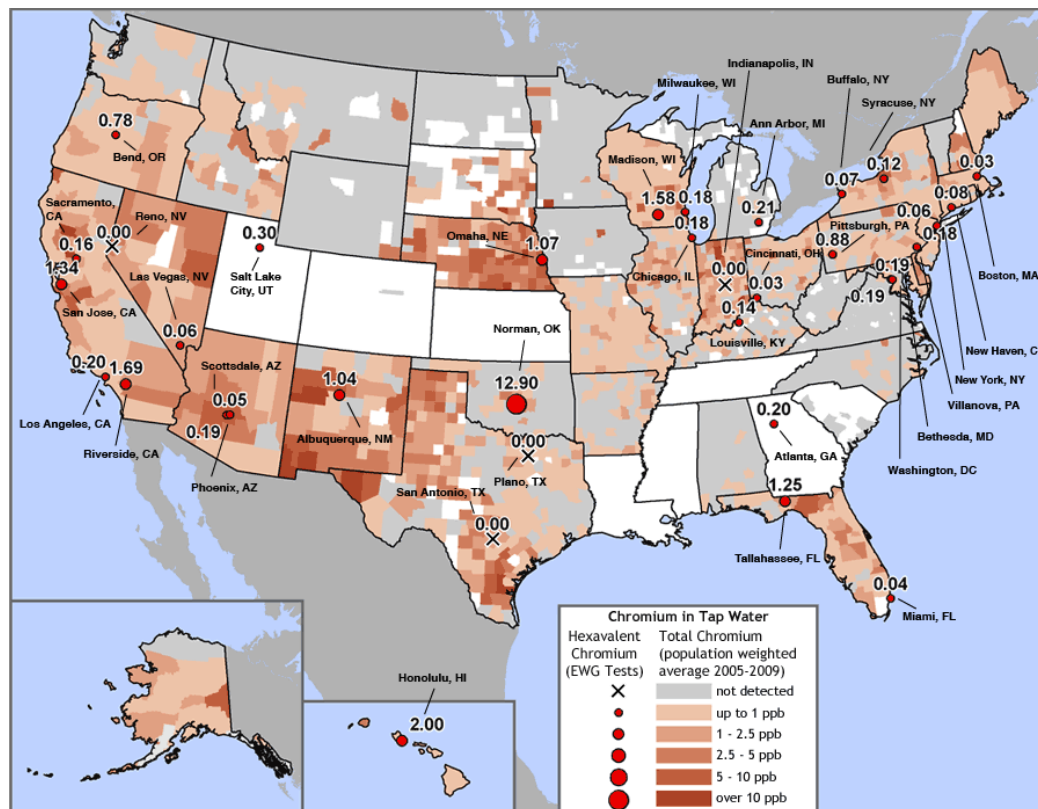 Indianapolis, IN
Milwaukee, WI
Buffalo, NY
Syracuse, NY
Ann Arbor, MI
0.78
Bend, OR
Madison, WI
1.58
0.18
0.18
0.21
0.07
0.12
0.03
0.08
0.06
0.18
Pittsburgh, PA
0.88
Sacramento,
CA
0.16
0.00
Reno, NV
1.34
San Jose, CA
Las Vegas, NV
0.06
0.30
Salt Lake
City, UT
Omaha, NE
1.07
Chicago, IL
0.00
Cincinnati, OH
0.03
0.14
Louisville, KY
0.19
0.19
Boston, MA
New Haven, C
New York, NY
Villanova, PA
Bethesda, MD
Washington, DC
0.20
1.69
Los Angeles, CA
Riverside, CA
Scottsdale, AZ
0.05
0.19
Phoenix, AZ
1.04
Albuquerque, NM
Norman, OK
12.90
0.00
Plano, TX
San Antonio, TX
0.00
0.20
Atlanta, GA
1.25
Tallahassee, FL
0.04
Miami, FL
Honolulu, HI
2.00
Chromium in Tap Water
Hexavalent
Chromium
(EWG Tests)
Total Chromium
(population weighted
average 2005-2009)
not detected
up to 1 ppb
1 - 2.5 ppb
2.5 - 5 ppb
5 - 10 ppb
over 10 ppb